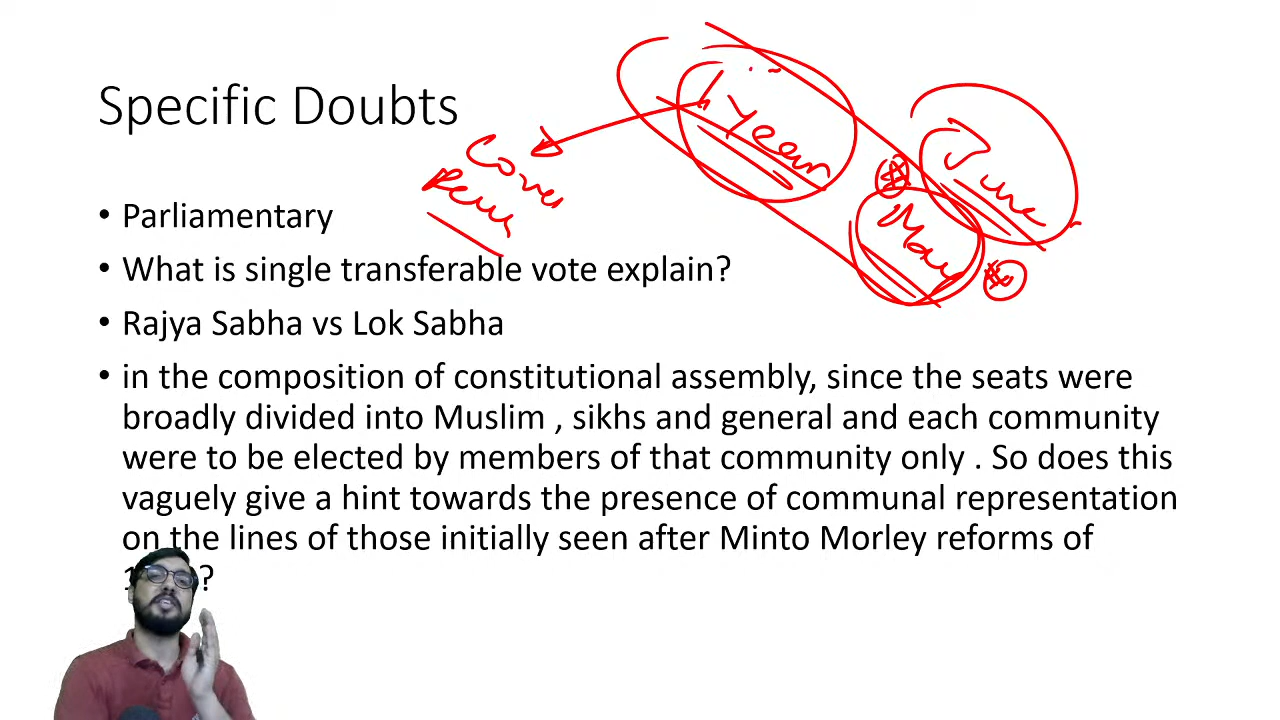 Specific Doubts
1 Year
June
Cover
May
• Parliamentary
• What is single transferable vote explain?
• Rajya Sabha vs Lok Sabha
• in the composition of constitutional assembly, since the seats were
broadly divided into Muslim , sikhs and general and each community
were to be elected by members of that community only . So does this
vaguely give a hint towards the presence of communal representation
on the lines of those initially seen after Minto Morley reforms of
?